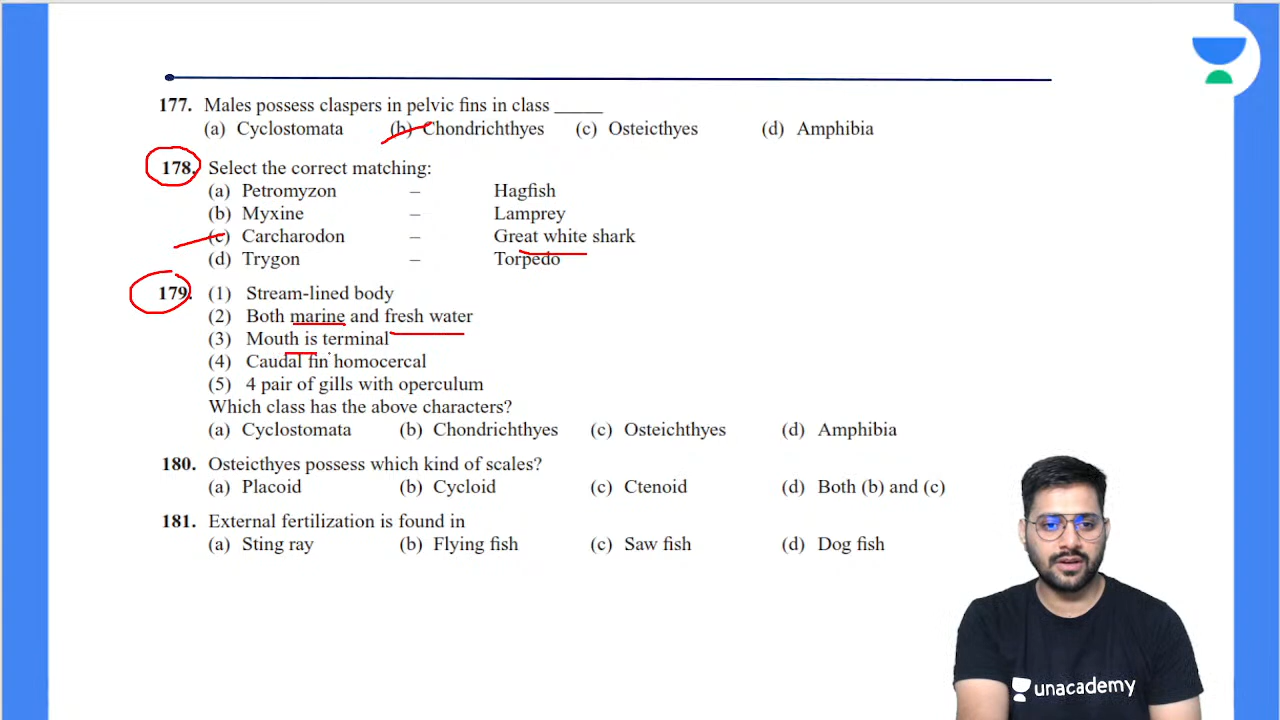 177. Males possess claspers in pelvic fins in class _____
(a) Cyclostomata (b) Chondrichthyes (c) Osteicthyes (d) Amphibia
178. Select the correct matching:
(a) Petromyzon – Hagfish
(b) Myxine – Lamprey
(c) Carcharodon – Great white shark
(d) Trygon – Torpedo
179. (1) Stream-lined body
(2) Both marine and fresh water
(3) Mouth is terminal
(4) Caudal fin homocercal
(5) 4 pair of gills with operculum
Which class has the above characters?
(a) Cyclostomata (b) Chondrichthyes (c) Osteichthyes (d) Amphibia
180. Osteicthyes possess which kind of scales?
(a) Placoid (b) Cycloid (c) Ctenoid (d) Both (b) and (c)
181. External fertilization is found in
(a) Sting ray (b) Flying fish (c) Saw fish (d) Dog fish
unacademy